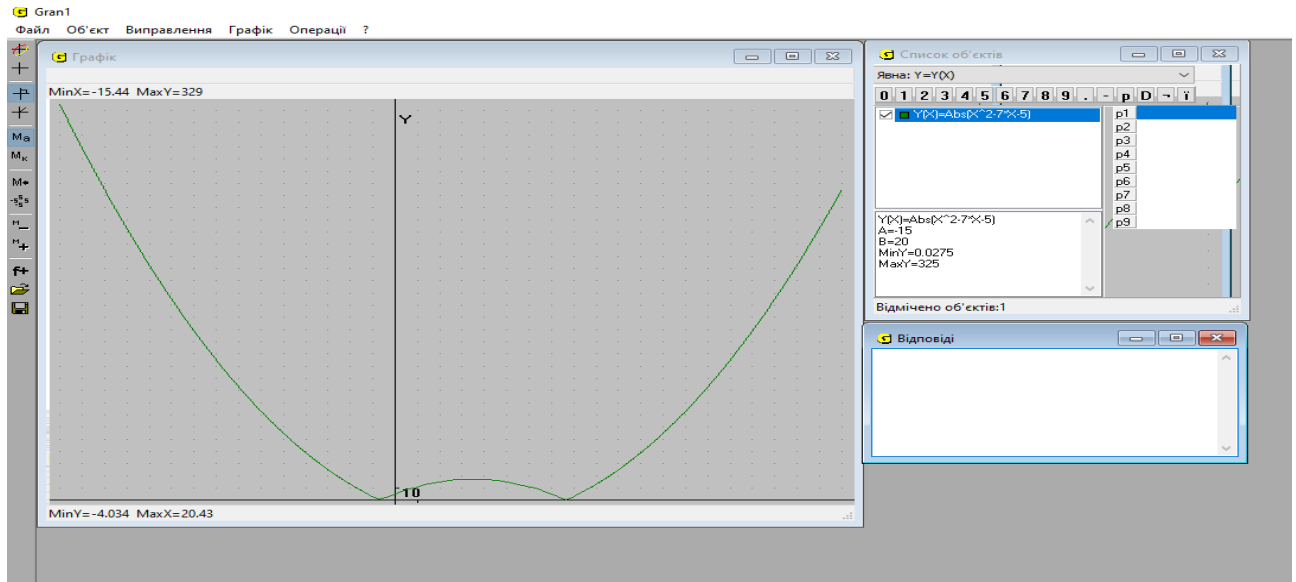 Gran1
Файл Об'єкт Виправлення Графік Операції ?
Графік
MinX=-15.44 MaxY=329
Y
10
MinY=-4.034 MaxX=20.43
Ма
Мк
М
-s s s
М
М+
f+
Список об'єктів
Явна: Y=Y(X)
0 1 2 3 4 5 6 7 8 9 . - p D ¬ ї
Y(X)=Abs(X^2-7*X-5)
p1
p2
p3
p4
p5
p6
p7
p8
p9
Y(X)=Abs(X^2-7*X-5)
A=-15
B=20
MinY=0.0275
MaxY=325
Відмічено об'єктів:1
Відповіді